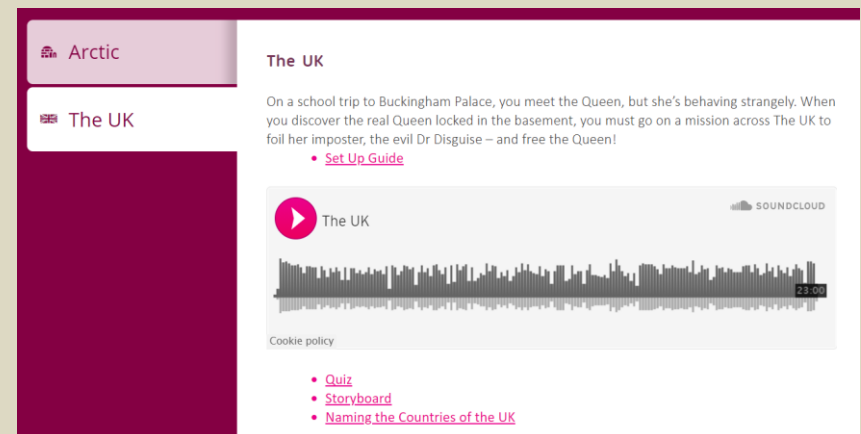 Arctic
The UK
The UK
On a school trip to Buckingham Palace, you meet the Queen, but she's behaving strangely. When
you discover the real Queen locked in the basement, you must go on a mission across The UK to
foil her imposter, the evil Dr Disguise – and free the Queen!
• Set Up Guide
SOUNDCLOUD
The UK
23:00
Cookie policy
• Quiz
• Storyboard
• Naming the Countries of the UK